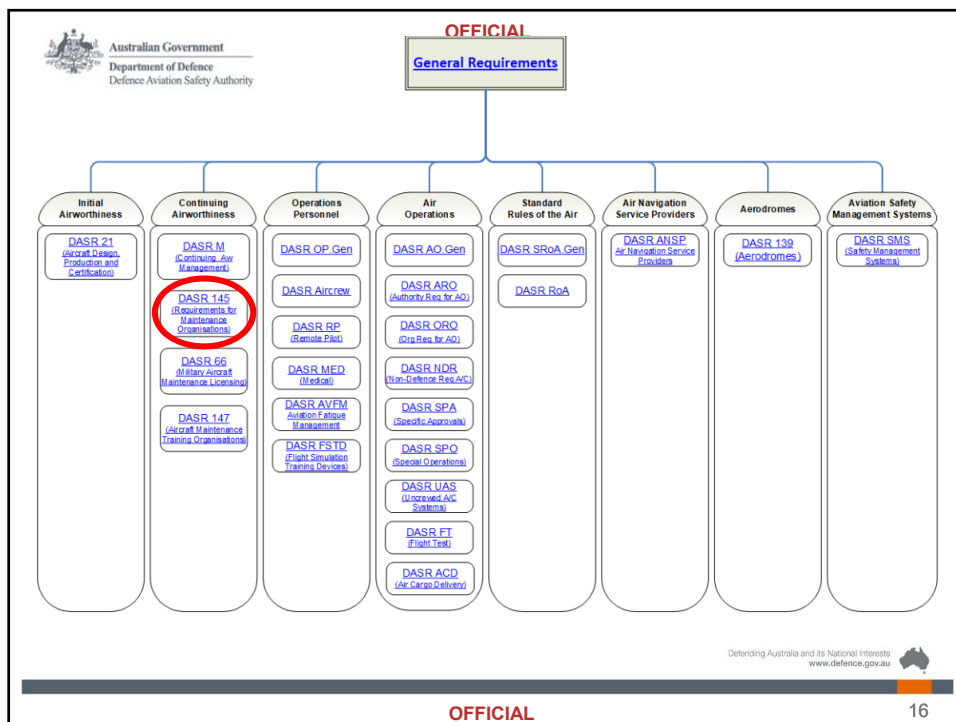 OFFICIAL
Australian Government
Department of Defence
Defence Aviation Safety Authority
General Requirements
Initial
Airworthiness
DASR 21
(Aircraft Design,
Production and
Certification)
Continuing
Airworthiness
DASR M
(Continuing Aw
Management)
DASR 145
(Requirements for
Maintenance
Organisations)
DASR 66
(Military Aircraft
Maintenance Licensing)
DASR 147
(Aircraft Maintenance
Training Organisations)
Operations
Personnel
DASR OP.Gen
DASR Aircrew
DASR RP
(Remote Pilot)
DASR MED
(Medical)
DASR AVFM
Aviation Fatigue
Management
DASR FSTD
(Flight Simulation
Training Devices)
Air
Operations
DASR AO.Gen
DASR ARO
(Authority Req for AO)
DASR ORO
(Org Req for AO)
DASR NDR
(Non-Defence Reg A/C)
DASR SPA
(Specific Approvals)
DASR SPO
(Special Operations)
DASR UAS
(Uncrewed A/C
Systems)
DASR FT
(Flight Test)
DASR ACD
(Air Cargo Delivery)
Standard
Rules of the Air
DASR SRoA.Gen
DASR RoA
Air Navigation
Service Providers
DASR ANSP
Air Navigation Service
Providers
Aerodromes
DASR 139
(Aerodromes)
Aviation Safety
Management Systems
DASR SMS
(Safety Management
Systems)
Defending Australia and its National Interests
www.defence.gov.au
OFFICIAL
16